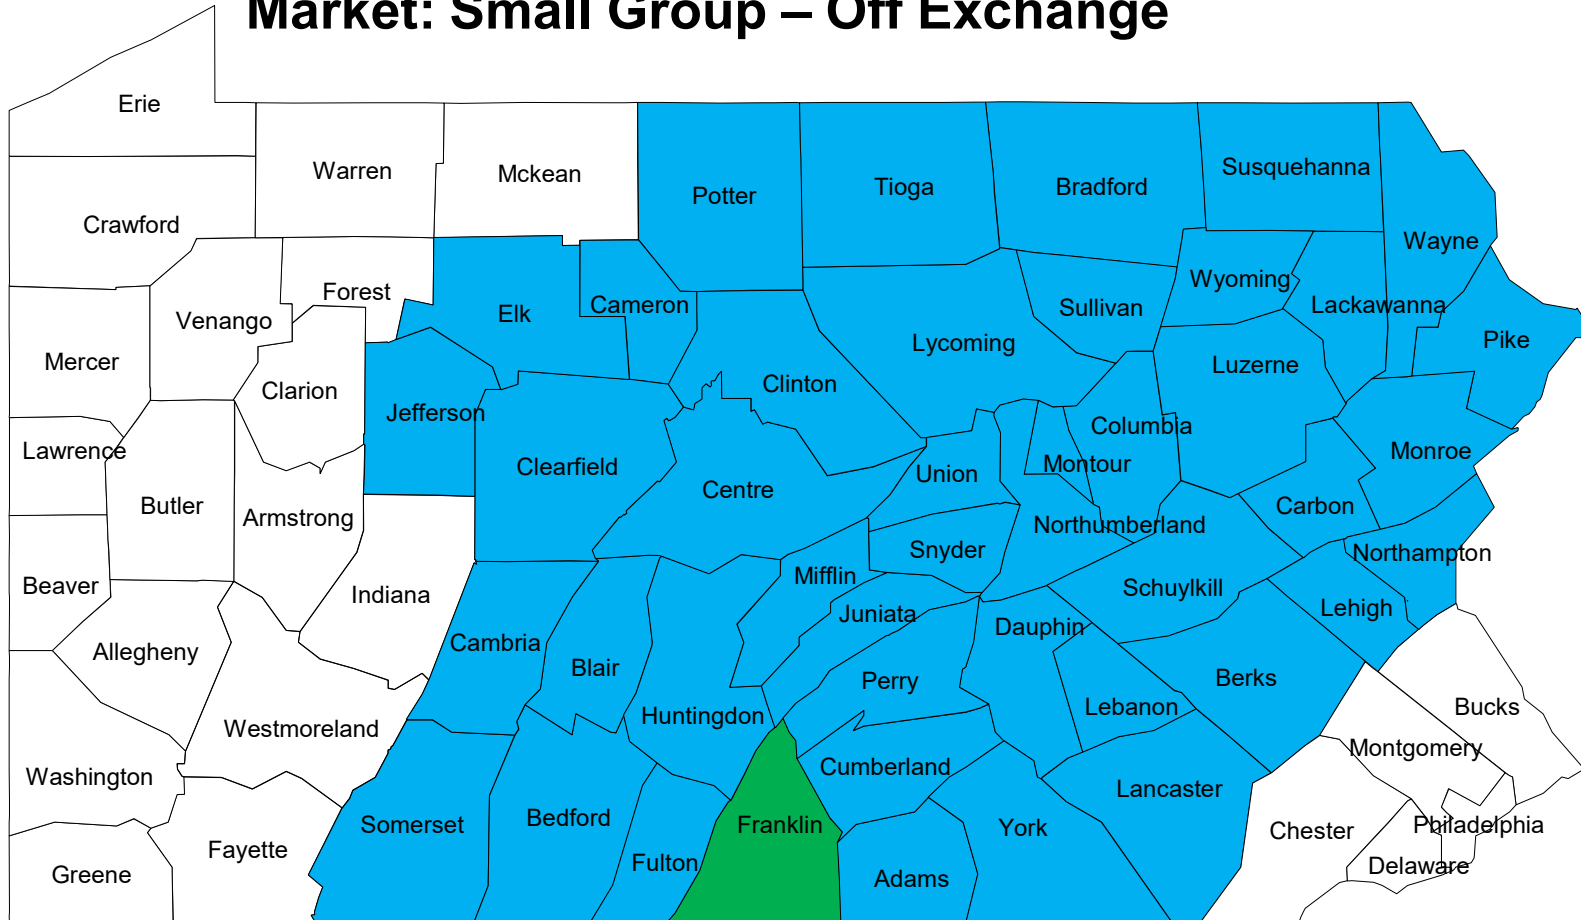 Market: Small Group – Off Exchange
Erie
Warren
Mckean
Potter
Tioga
Bradford
Susquehanna
Crawford
Wayne
Forest
Venango
Elk
Cameron
Sullivan
Wyoming
Lackawanna
Mercer
Clarion
Jefferson
Clinton
Lycoming
Luzerne
Pike
Lawrence
Butler
Armstrong
Clearfield
Centre
Union
Montour
Columbia
Monroe
Carbon
Beaver
Indiana
Mifflin
Snyder
Northumberland
Northampton
Schuylkill
Lehigh
Allegheny
Cambria
Blair
Juniata
Dauphin
Westmoreland
Huntingdon
Perry
Lebanon
Berks
Bucks
Washington
Cumberland
Lancaster
Montgomery
Somerset
Bedford
Franklin
York
Chester
Philadelphia
Greene
Fayette
Fulton
Adams
Delaware